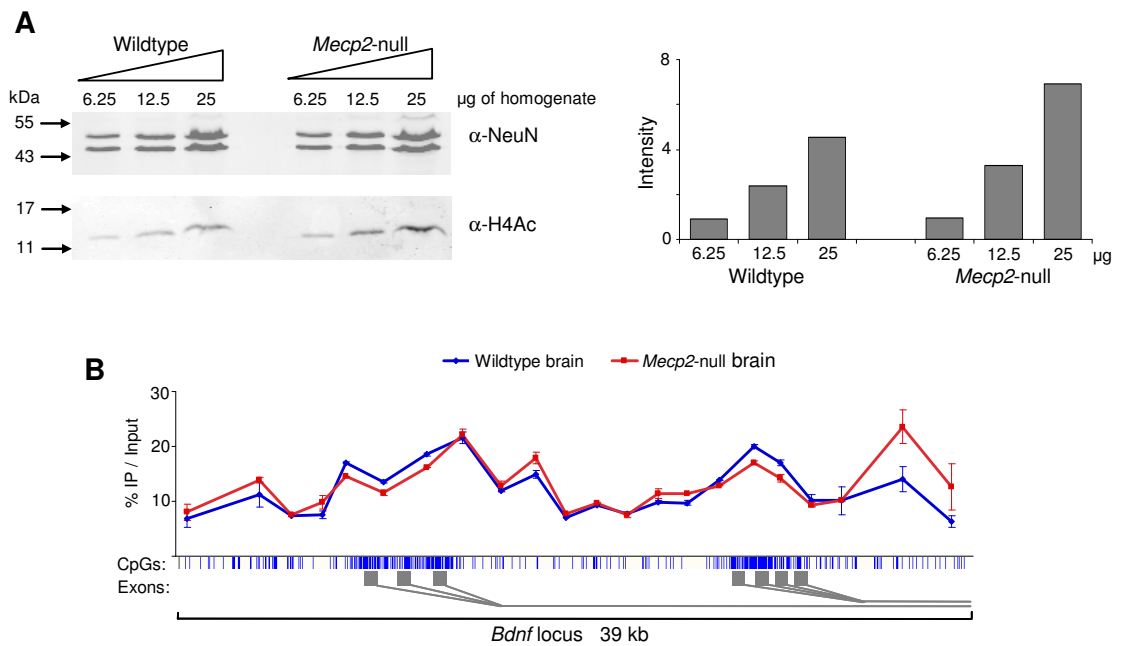 A
Wildtype
Mecp2-null
kDa
6.25 12.5 25 6.25 12.5 25 µg of homogenate
55
43
α-NeuN
17
11
α-H4Ac
Intensity
8
4
0
6.25 12.5 25 6.25 12.5 25 µg
Wildtype Mecp2-null
B
Wildtype brain Mecp2-null brain
% IP / Input
30
20
10
CpGs:
Exons:
Bdnf locus 39 kb